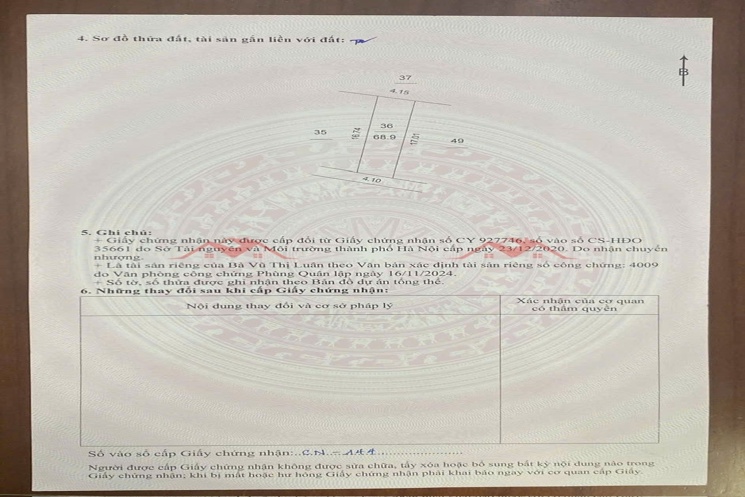 4. Sơ đồ thửa đất, tài sản gắn liền với đất:
B
37
4.15
35
16.74
36
68.9
17.01
49
4.10
5. Ghi chú:
+ Giấy chứng nhận này được cấp đổi từ Giấy chứng nhận số CY 927746, số vào sổ CS-HĐO
35661 do Sở Tài nguyên và Môi trường thành phố Hà Nội cấp ngày 23/12/2020. Do nhận chuyển
nhượng.
+ Là tài sản riêng của Bà Vũ Thị Luân theo Văn bản xác định tài sản riêng số công chứng: 4009
do Văn phòng công chứng Phùng Quân lập ngày 16/11/2024.
+ Số tờ, số thửa được ghi nhận theo Bản đồ dự án tổng thể.
6. Những thay đổi sau khi cấp Giấy chứng nhận:
Nội dung thay đổi và cơ sở pháp lý
Xác nhận của cơ quan
có thẩm quyền
Số vào sổ cấp Giấy chứng nhận: CN - 144
Người được cấp Giấy chứng nhận không được sửa chữa, tẩy xóa hoặc bổ sung bất kỳ nội dung nào trong
Giấy chứng nhận; khi bị mất hoặc hư hỏng Giấy chứng nhận phải khai báo ngay với cơ quan cấp Giấy.